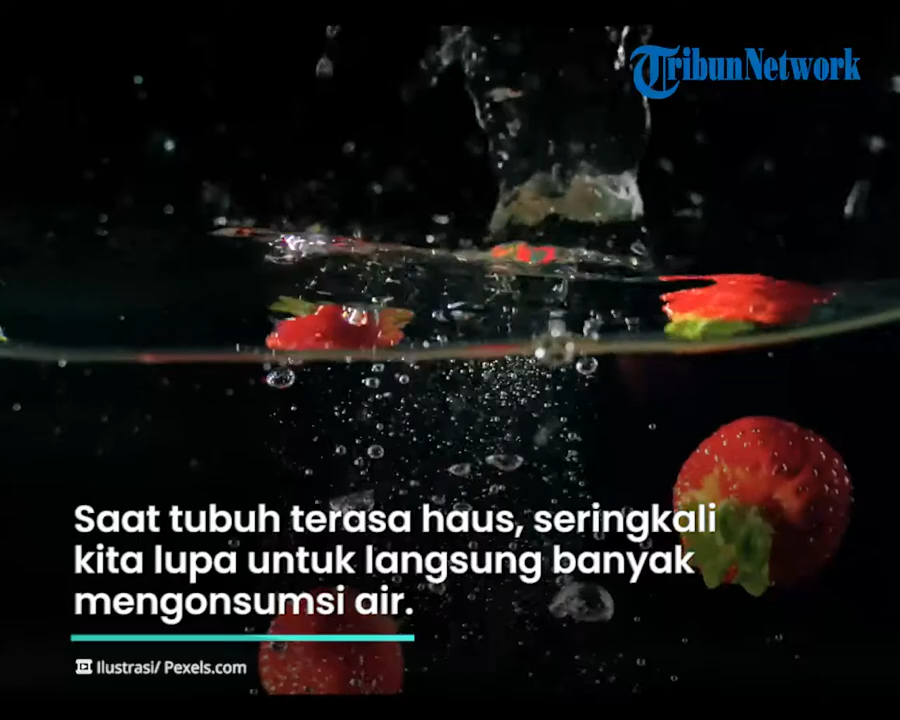 TribunNetwork
Saat tubuh terasa haus, seringkali
kita lupa untuk langsung banyak
mengonsumsi air.
Ilustrasi/ Pexels.com